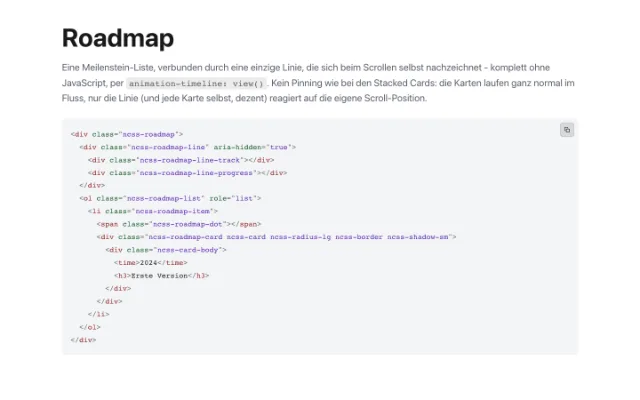 Roadmap
Eine Meilenstein-Liste, verbunden durch eine einzige Linie, die sich beim Scrollen selbst nachzeichnet - komplett ohne
JavaScript, per animation-timeline: view(). Kein Pinning wie bei den Stacked Cards: die Karten laufen ganz normal im
Fluss, nur die Linie (und jede Karte selbst, dezent) reagiert auf die eigene Scroll-Position.
<div class="ncss-roadmap">
  <div class="ncss-roadmap-line" aria-hidden="true">
    <div class="ncss-roadmap-line-track"></div>
    <div class="ncss-roadmap-line-progress"></div>
  </div>
  <ol class="ncss-roadmap-list" role="list">
    <li class="ncss-roadmap-item">
      <span class="ncss-roadmap-dot"></span>
      <div class="ncss-roadmap-card ncss-card ncss-radius-lg ncss-border ncss-shadow-sm">
        <div class="ncss-card-body">
          <time>2024</time>
          <h3>Erste Version</h3>
        </div>
      </div>
    </li>
  </ol>
</div>